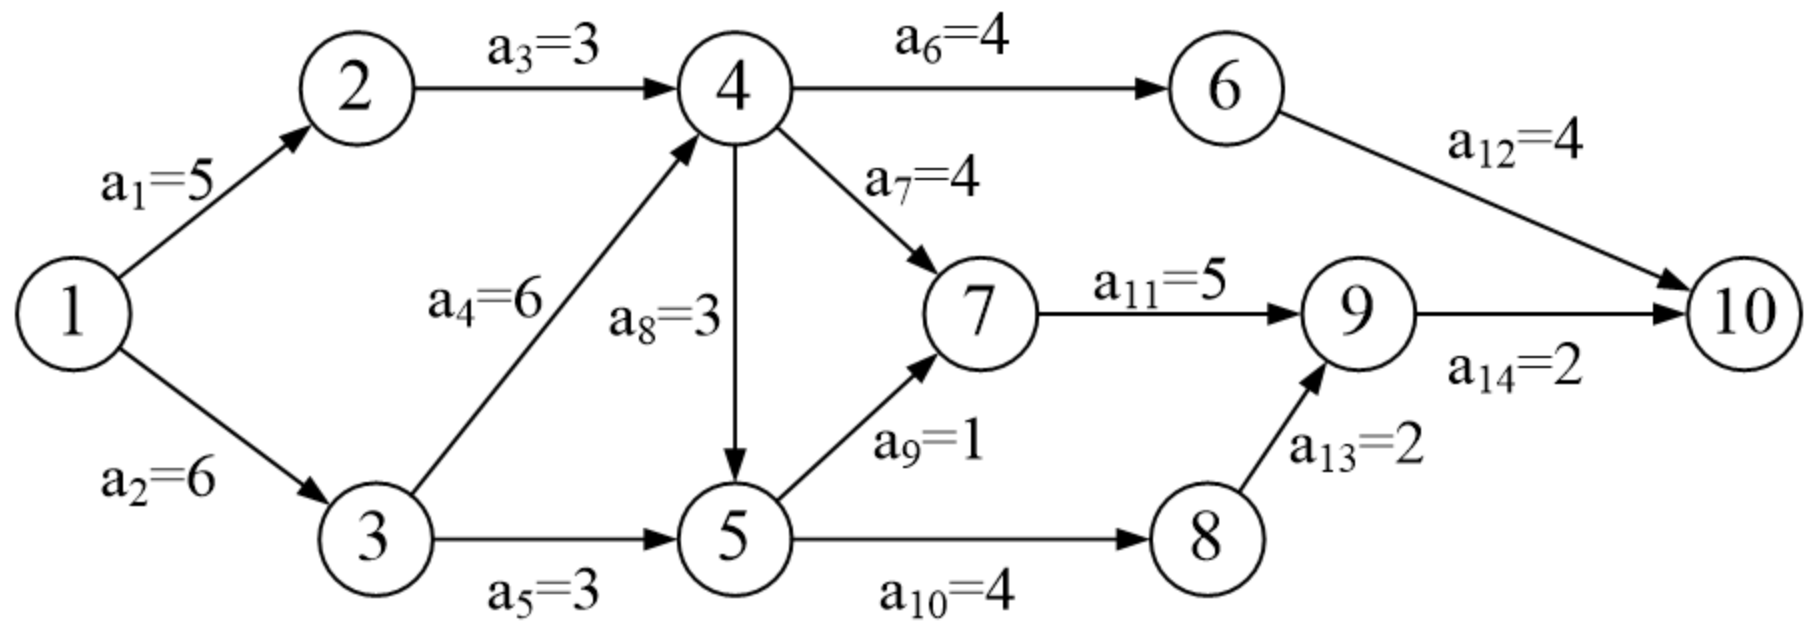 a₃=3
a₆=4
2
4
6
a₁₂=4
a₁=5
a₇=4
a₄=6
a₈=3
a₁₁=5
1
7
9
10
a₁₄=2
a₂=6
a₉=1
a₁₃=2
3
5
8
a₅=3
a₁₀=4